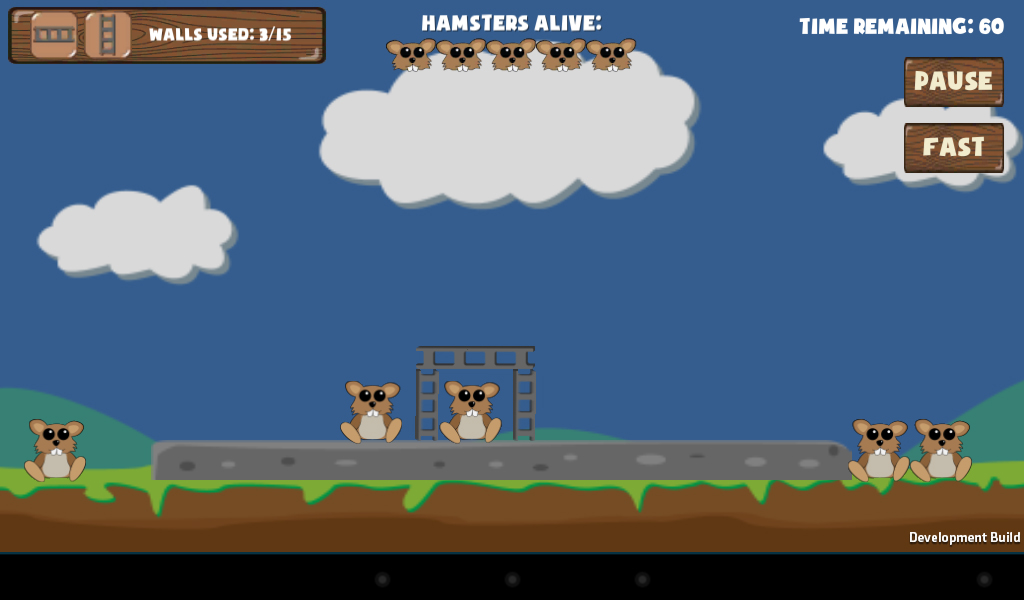 WALLS USED: 3/15
HAMSTERS ALIVE:
TIME REMAINING: 60
PAUSE
FAST
Development Build